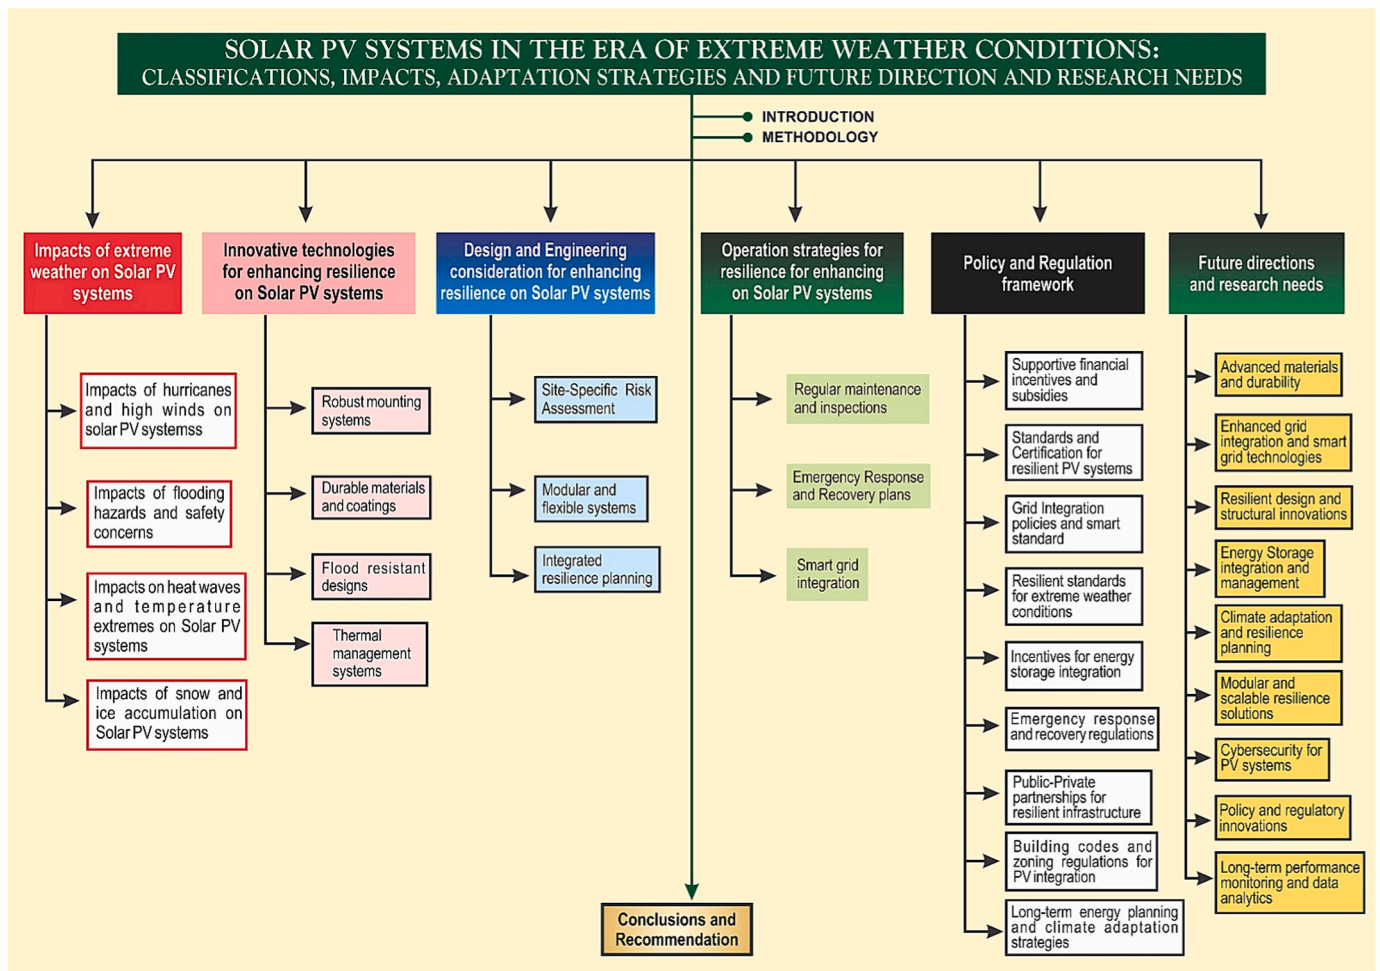 SOLAR PV SYSTEMS IN THE ERA OF EXTREME WEATHER CONDITIONS:
CLASSIFICATIONS, IMPACTS, ADAPTATION STRATEGIES AND FUTURE DIRECTION AND RESEARCH NEEDS
INTRODUCTION
METHODOLOGY
Impacts of extreme
weather on Solar PV
systems
Impacts of hurricanes
and high winds on
solar PV systemss
Impacts of flooding
hazards and safety
concerns
Impacts on heat waves
and temperature
extremes on Solar PV
systems
Impacts of snow and
ice accumulation on
Solar PV systems
Innovative technologies
for enhancing resilience
on Solar PV systems
Robust mounting
systems
Durable materials
and coatings
Flood resistant
designs
Thermal
management
systems
Design and Engineering
consideration for enhancing
resilience on Solar PV systems
Site-Specific Risk
Assessment
Modular and
flexible systems
Integrated
resilience planning
Operation strategies for
resilience for enhancing
on Solar PV systems
Regular maintenance
and inspections
Emergency Response
and Recovery plans
Smart grid
integration
Policy and Regulation
framework
Supportive financial
incentives and
subsidies
Standards and
Certification for
resilient PV systems
Grid Integration
policies and smart
standard
Resilient standards
for extreme weather
conditions
Incentives for energy
storage integration
Emergency response
and recovery regulations
Public-Private
partnerships for
resilient infrastructure
Building codes and
zoning regulations for
PV integration
Long-term energy planning
and climate adaptation
strategies
Future directions
and research needs
Advanced materials
and durability
Enhanced grid
integration and smart
grid technologies
Resilient design and
structural innovations
Energy Storage
integration and
management
Climate adaptation
and resilience
planning
Modular and
scalable resilience
solutions
Cybersecurity for
PV systems
Policy and regulatory
innovations
Long-term performance
monitoring and data
analytics
Conclusions and
Recommendation